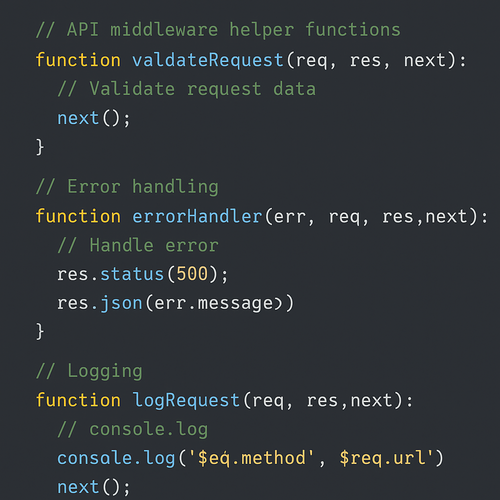 // API middleware helper functions
function valdateRequest(req, res, next):
// Validate request data
next();
}
// Error handling
function errorHandler(err, req, res,next):
// Handle error
res.status(500);
res.json(err.message))
}
// Logging
function logRequest(req, res,next):
// console.log
console.log('$eq́.method', $req.url')
next();